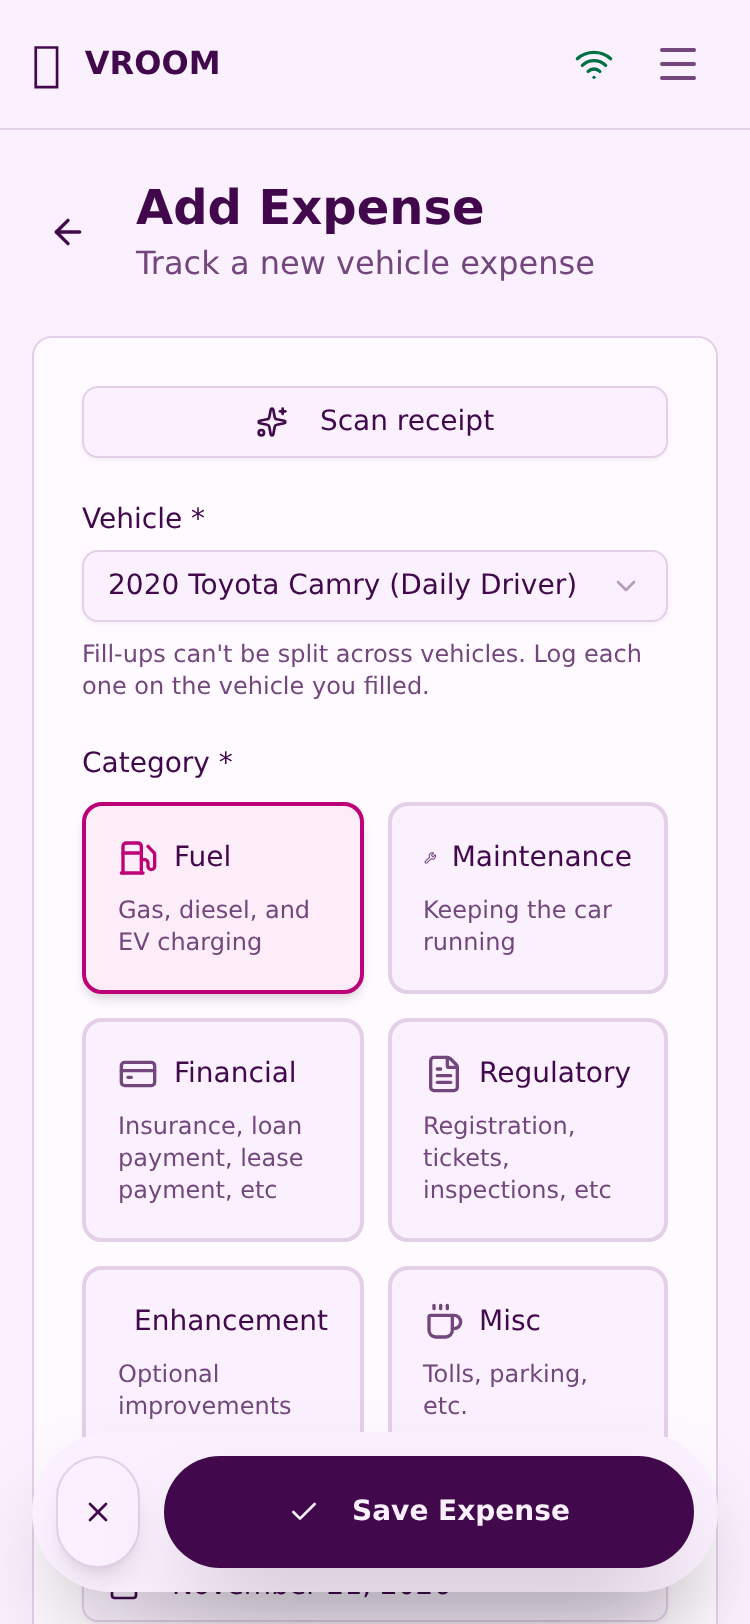 VROOM
Add Expense
Track a new vehicle expense
Scan receipt
Vehicle *
2020 Toyota Camry (Daily Driver)
Fill-ups can't be split across vehicles. Log each
one on the vehicle you filled.
Category *
Fuel
Gas, diesel, and
EV charging
Maintenance
Keeping the car
running
Financial
Insurance, loan
payment, lease
payment, etc
Regulatory
Registration,
tickets,
inspections, etc
Enhancement
Optional
improvements
Misc
Tolls, parking,
etc.
Save Expense